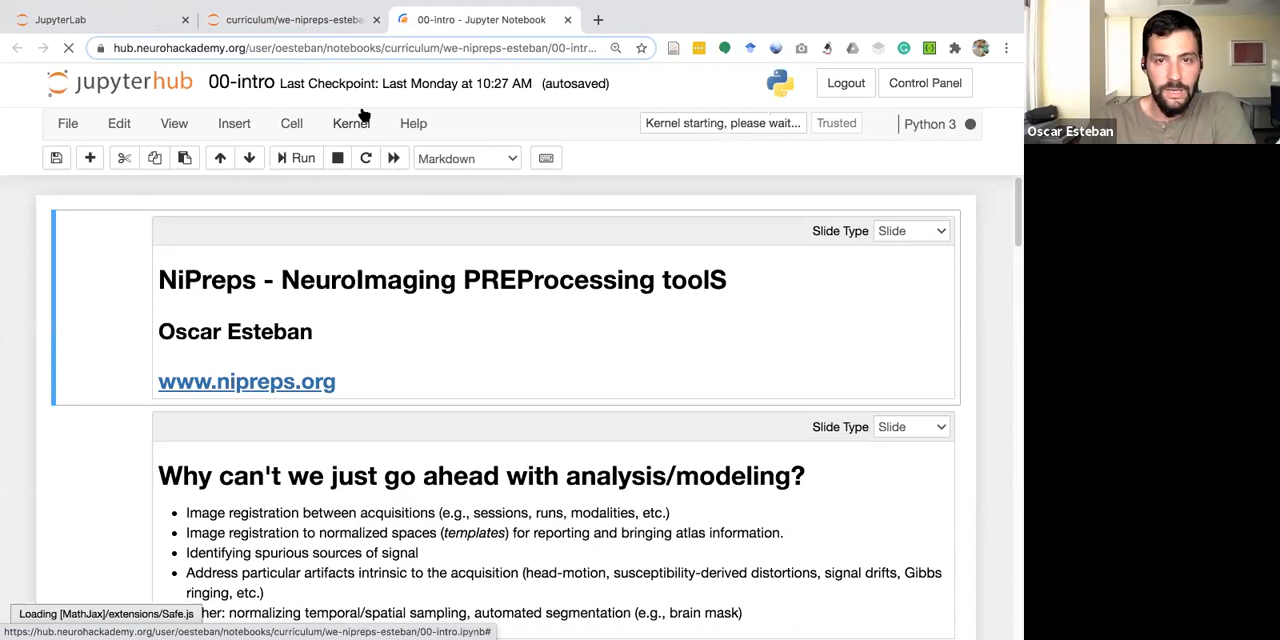 JupyterLab
curriculum/we-nipreps-esteba
00-intro - Jupyter Notebook
hub.neurohackademy.org/user/oesteban/notebooks/curriculum/we-nipreps-esteban/00-intr...
jupyterhub 00-intro Last Checkpoint: Last Monday at 10:27 AM (autosaved)
Logout
Control Panel
File Edit View Insert Cell Kernel Help
Kernel starting, please wait...
Trusted
Python 3
Run
Markdown
Oscar Esteban
Slide Type Slide
NiPreps - NeuroImaging PREProcessing toolS
Oscar Esteban
www.nipreps.org
Slide Type Slide
Why can't we just go ahead with analysis/modeling?
• Image registration between acquisitions (e.g., sessions, runs, modalities, etc.)
• Image registration to normalized spaces (templates) for reporting and bringing atlas information.
• Identifying spurious sources of signal
• Address particular artifacts intrinsic to the acquisition (head-motion, susceptibility-derived distortions, signal drifts, Gibbs
ringing, etc.)
normalizing temporal/spatial sampling, automated segmentation (e.g., brain mask)
Loading [MathJax]/extensions/Safe.js
https://hub.neurohackademy.org/user/oesteban/notebooks/curriculum/we-nipreps-esteban/00-intro.ipynb#